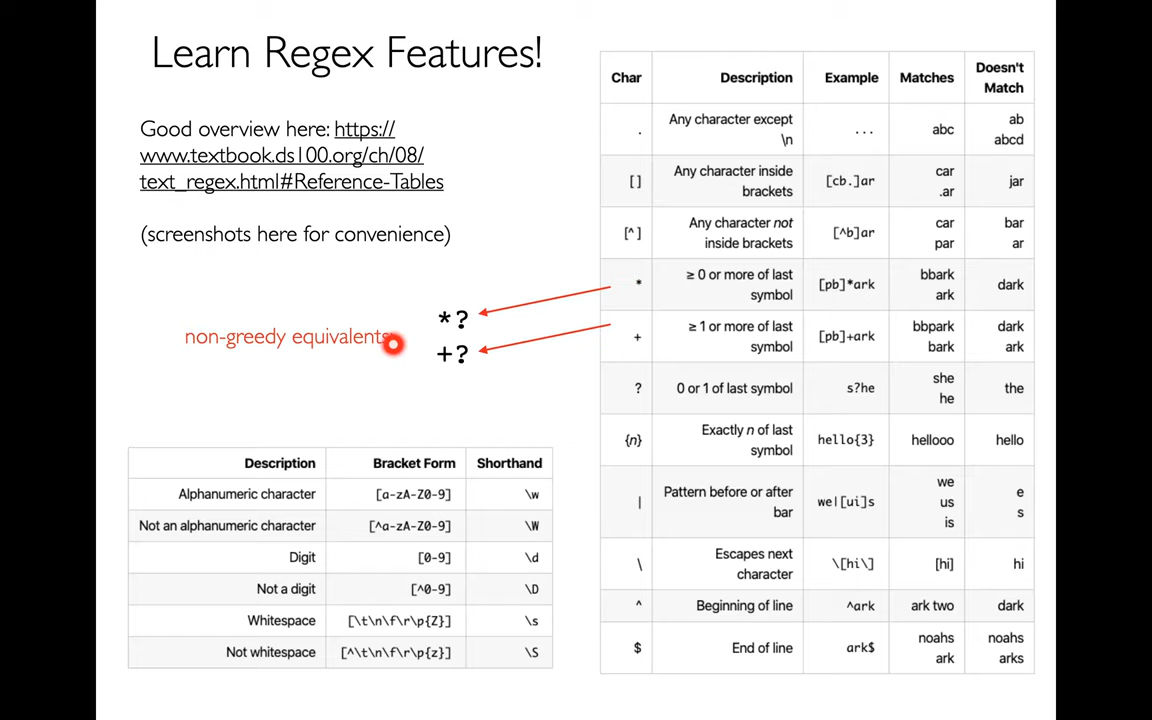 Learn Regex Features!
Good overview here: https://
www.textbook.ds100.org/ch/08/
text_regex.html#Reference-Tables
(screenshots here for convenience)
non-greedy equivalents
*?
+?
Description Bracket Form Shorthand
Alphanumeric character [a-zA-Z0-9] \w
Not an alphanumeric character [^a-zA-Z0-9] \W
Digit [0-9] \d
Not a digit [^0-9] \D
Whitespace [\t\n\f\r\p{Z}] \s
Not whitespace [^\t\n\f\r\p{z}] \S
Char Description Example Matches Doesn't
Match
. Any character except
\n ... abc ab
abcd
[] Any character inside
brackets [cb.]ar car
.ar jar
[^] Any character not
inside brackets [^b]ar car
par bar
ar
* ≥ 0 or more of last
symbol [pb]*ark bbark
ark dark
+ ≥ 1 or more of last
symbol [pb]+ark bbpark
bark dark
ark
? 0 or 1 of last symbol s?he she
he the
{n} Exactly n of last
symbol hello{3} hellooo hello
| Pattern before or after
bar we|[ui]s we
us
is e
s
\ Escapes next
character \[hi\] [hi] hi
^ Beginning of line ^ark ark two dark
$ End of line ark$ noahs
ark noahs
arks